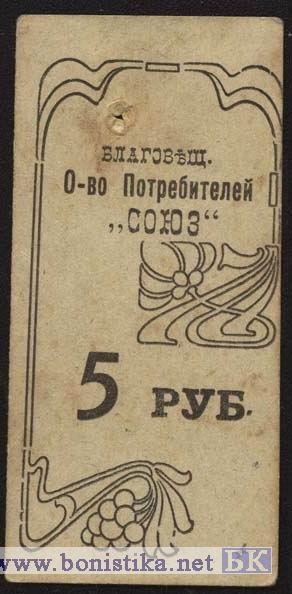 БЛАГОВѢЩ.
О-во Потребителей
„СОЮЗ“
5 РУБ.
www.bonistika.net БК